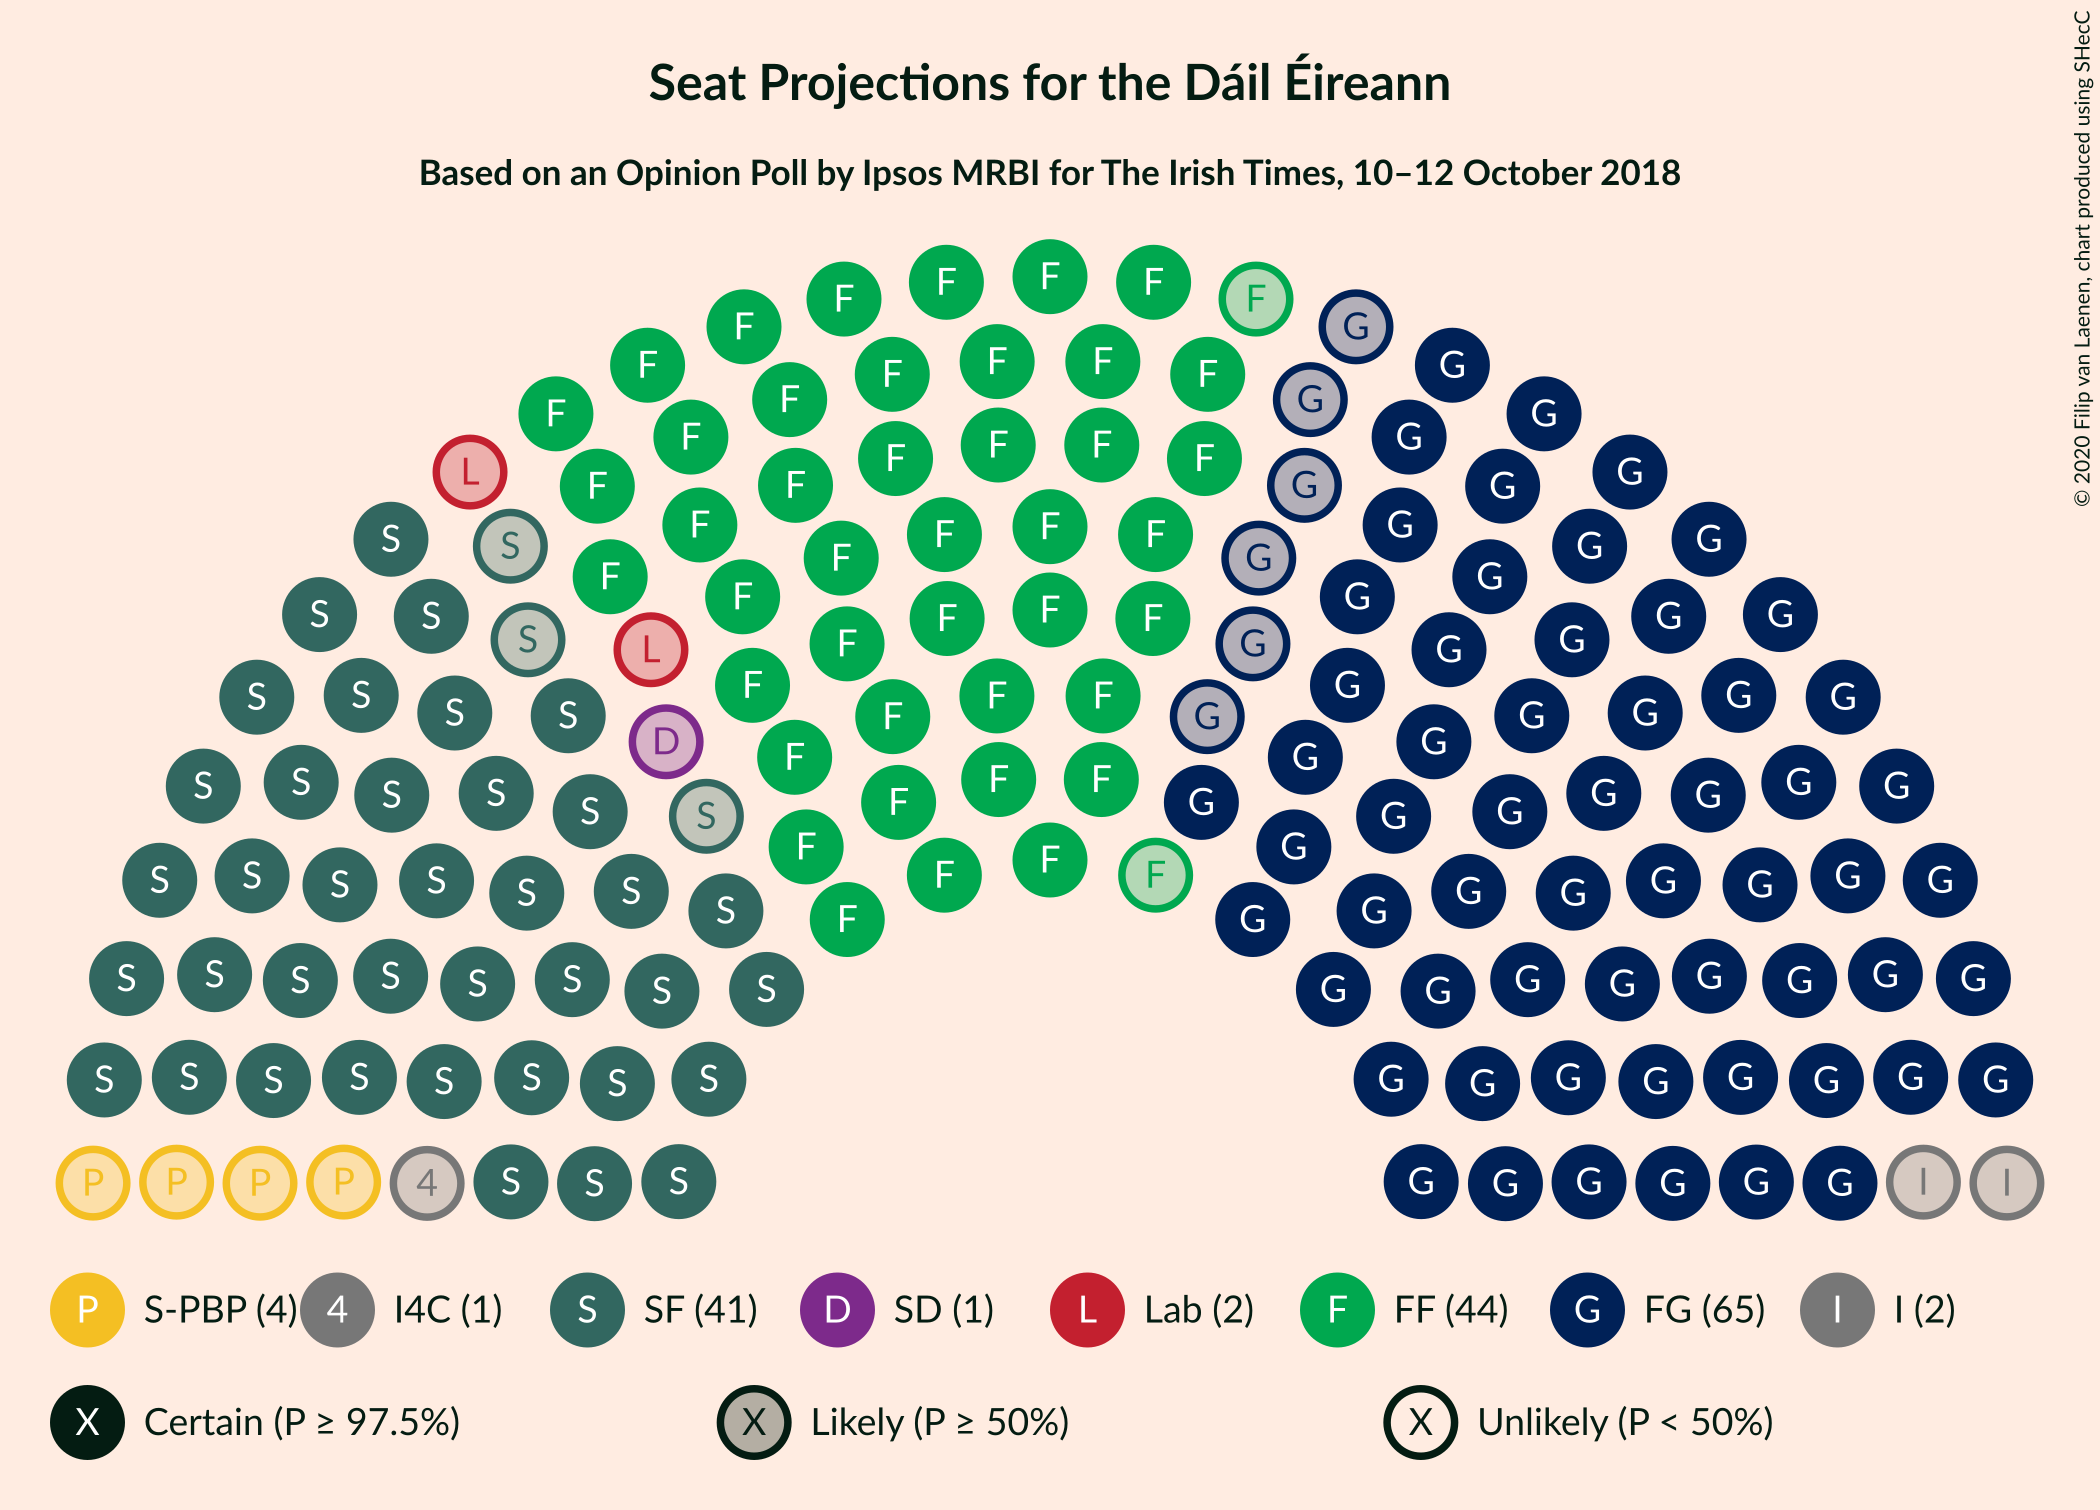 Seat Projections for the Dáil Éireann
Based on an Opinion Poll by Ipsos MRBI for The Irish Times, 10–12 October 2018
© 2020 Filip van Laenen, chart produced using SHecC
F F F F F
F F G
F F F F F G G
F F G G
L F F F F G G G
F F G G
S S F F F F F G G G G
F F G G
S S S L F F F F F G G G G G
S S S S D F F F F F G G G G G G G
S S S S S S F F F F G G G G G G G G
S S S S S S S F F F F F G G G G G G G G G
S S S S S S S S G G G G G G G G
S S S S S S S S G G G G G G G G
P P P P 4 S S S G G G G G G I I
P S-PBP (4) 4 I4C (1) S SF (41) D SD (1) L Lab (2) F FF (44) G FG (65) I I (2)
X Certain (P ≥ 97.5%) X Likely (P ≥ 50%) X Unlikely (P < 50%)